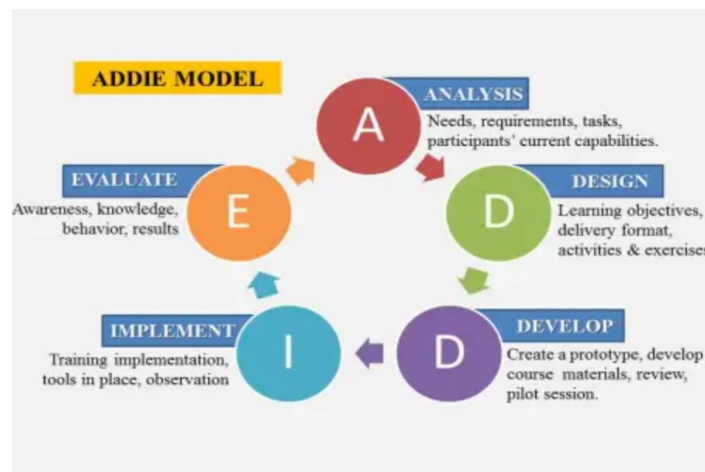 ADDIE MODEL
A
ANALYSIS
Needs, requirements, tasks,
participants' current capabilities.
D
DESIGN
Learning objectives,
delivery format,
activities & exercises
D
DEVELOP
Create a prototype, develop
course materials, review,
pilot session.
I
IMPLEMENT
Training implementation,
tools in place, observation
E
EVALUATE
Awareness, knowledge,
behavior, results